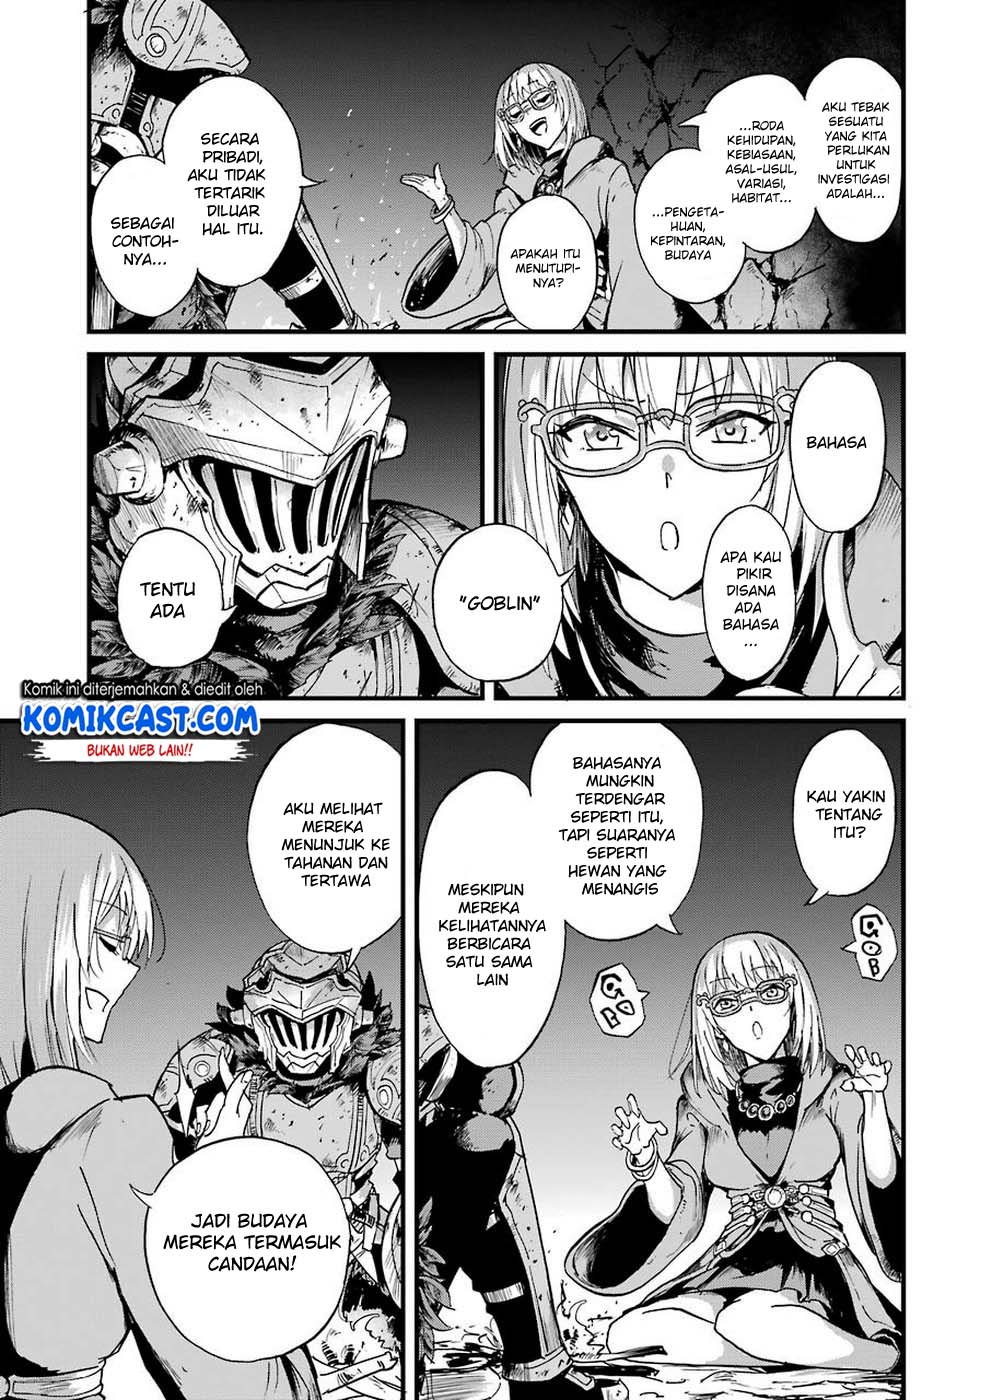 AKU TEBAK
SESUATU
YANG KITA
PERLUKAN
UNTUK
INVESTIGASI
ADALAH...
...RODA
KEHIDUPAN,
KEBIASAAN,
ASAL-USUL,
VARIASI,
HABITAT...
...PENGETA-
HUAN,
KEPINTARAN,
BUDAYA
APAKAH ITU
MENUTUPI-
NYA?
SECARA
PRIBADI,
AKU TIDAK
TERTARIK
DILUAR
HAL ITU.
SEBAGAI
CONTOH-
NYA...
BAHASA
APA KAU
PIKIR
DISANA
ADA
BAHASA
...
"GOBLIN"
TENTU
ADA
Komik ini diterjemahkan & diedit oleh
KOMIKCAST.COM
BUKAN WEB LAIN!!
KAU YAKIN
TENTANG
ITU?
GOB
GOB
BAHASANYA
MUNGKIN
TERDENGAR
SEPERTI ITU,
TAPI SUARANYA
SEPERTI
HEWAN YANG
MENANGIS
MESKIPUN
MEREKA
KELIHATANNYA
BERBICARA
SATU SAMA
LAIN
AKU MELIHAT
MEREKA
MENUNJUK KE
TAHANAN DAN
TERTAWA
JADI BUDAYA
MEREKA TERMASUK
CANDAAN!